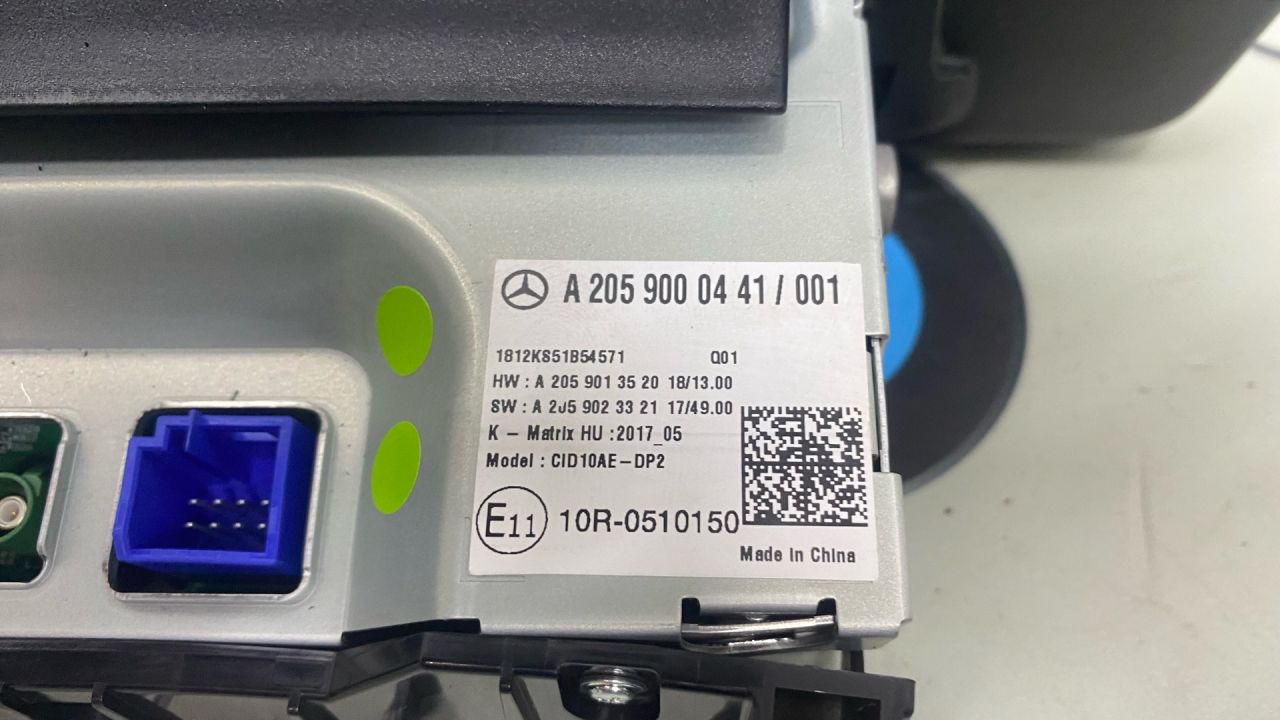 A 205 900 04 41 / 001
1812KS51B54571 Q01
HW : A 205 901 35 20 18/13.00
SW : A 205 902 33 21 17/49.00
K - Matrix HU :2017_05
Model : CID10AE-DP2
E11 10R-0510150
Made in China